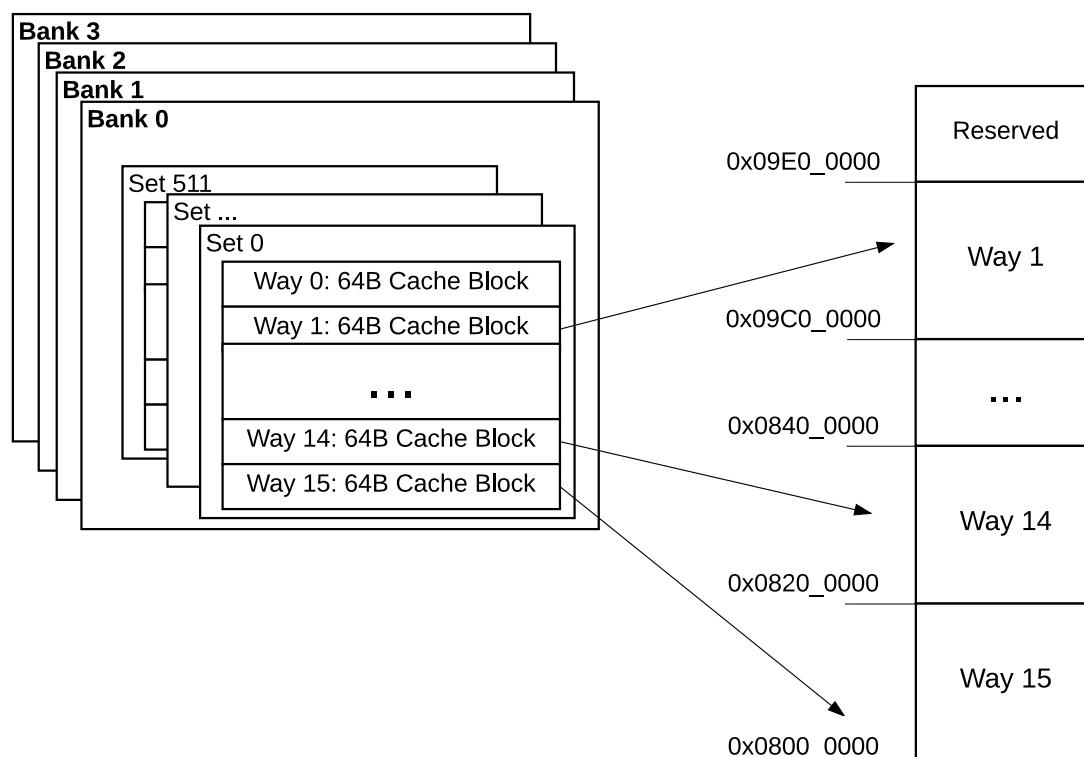 Bank 3
Bank 2
Bank 1
Bank 0
Set 511
Set ...
Set 0
Way 0: 64B Cache Block
Way 1: 64B Cache Block
...
Way 14: 64B Cache Block
Way 15: 64B Cache Block
Reserved
0x09E0_0000
Way 1
0x09C0_0000
...
0x0840_0000
Way 14
0x0820_0000
Way 15
0x0800_0000